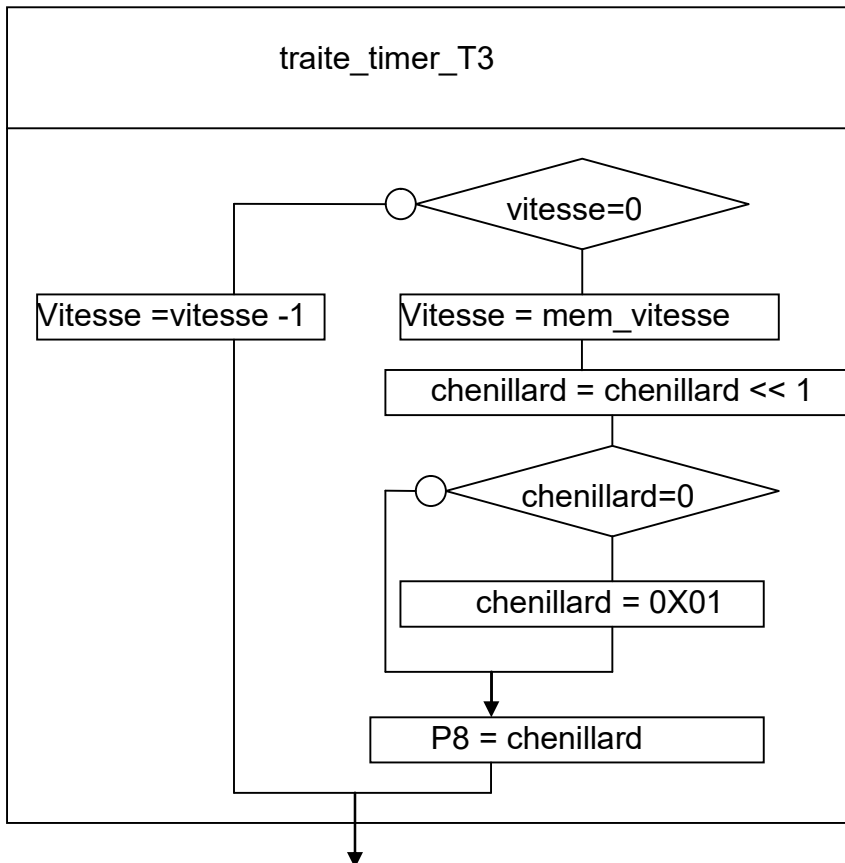 traite_timer_T3
vitesse=0
Vitesse =vitesse -1
Vitesse = mem_vitesse
chenillard = chenillard << 1
chenillard=0
chenillard = 0X01
P8 = chenillard